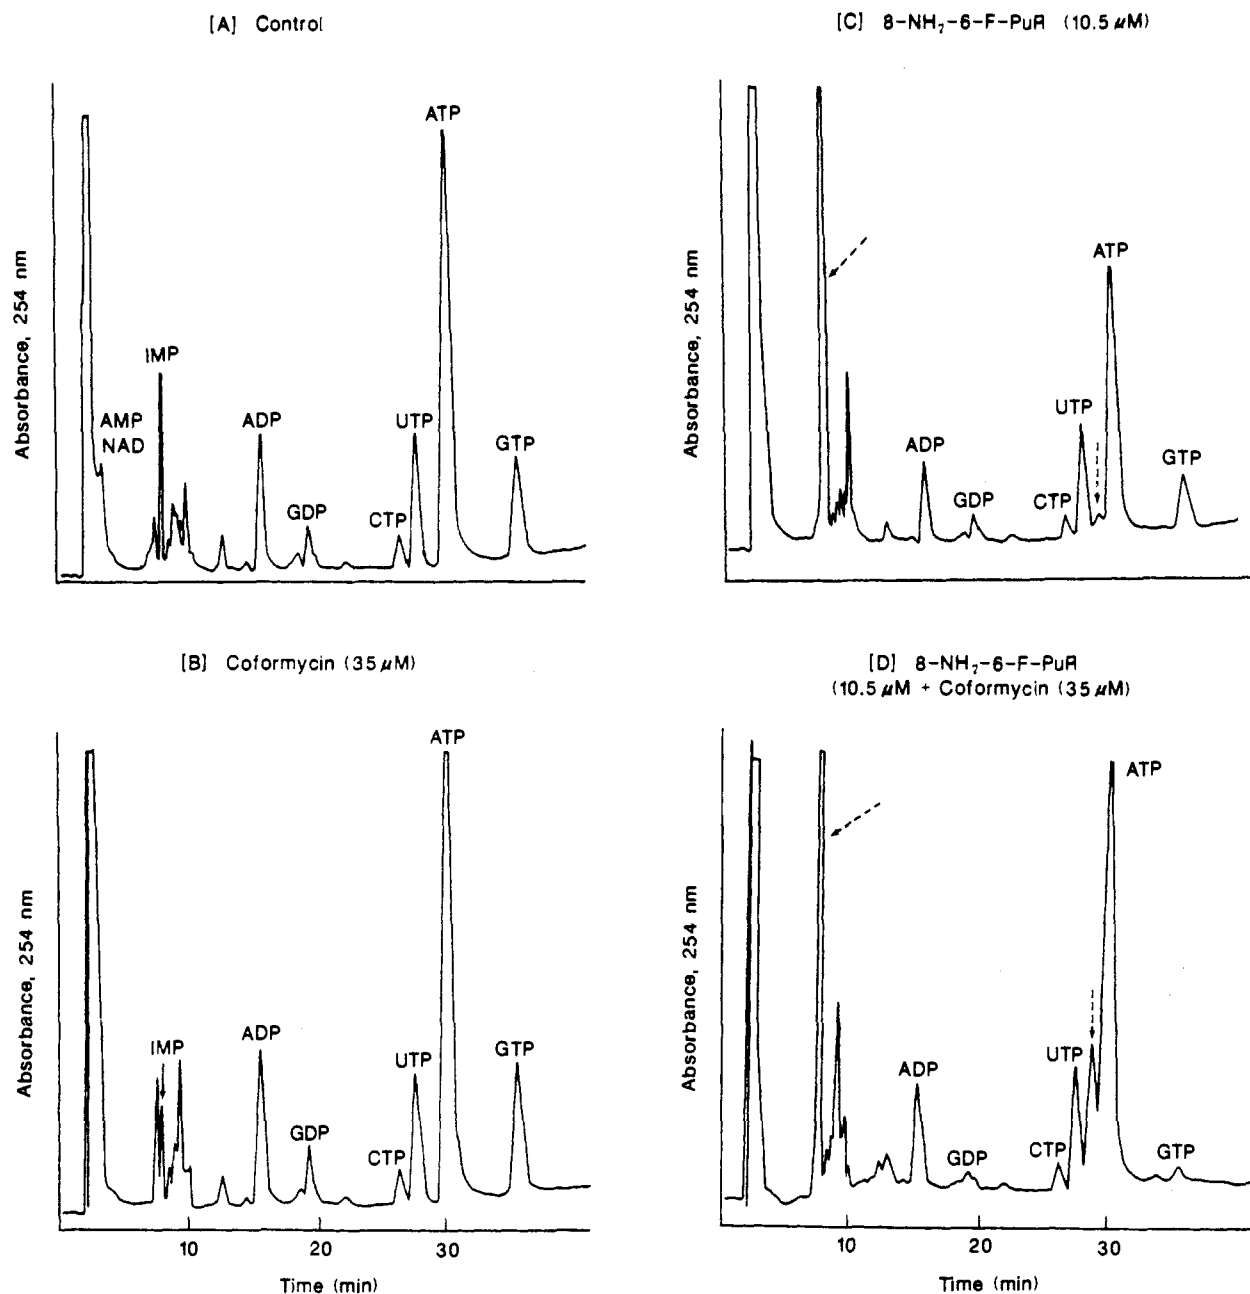 [A] Control
Absorbance, 254 nm
ATP
IMP
AMP
NAD
ADP
GDP
CTP
UTP
GTP
[C] 8-NH₂-6-F-PuR (10.5 μM)
Absorbance, 254 nm
ATP
UTP
ADP
GDP
CTP
GTP
[B] Coformycin (35 μM)
Absorbance, 254 nm
ATP
IMP
ADP
GDP
CTP
UTP
GTP
10 20 30
Time (min)
[D] 8-NH₂-6-F-PuR
(10.5 μM + Coformycin (35 μM)
Absorbance, 254 nm
ATP
UTP
ADP
GDP
CTP
GTP
10 20 30
Time (min)